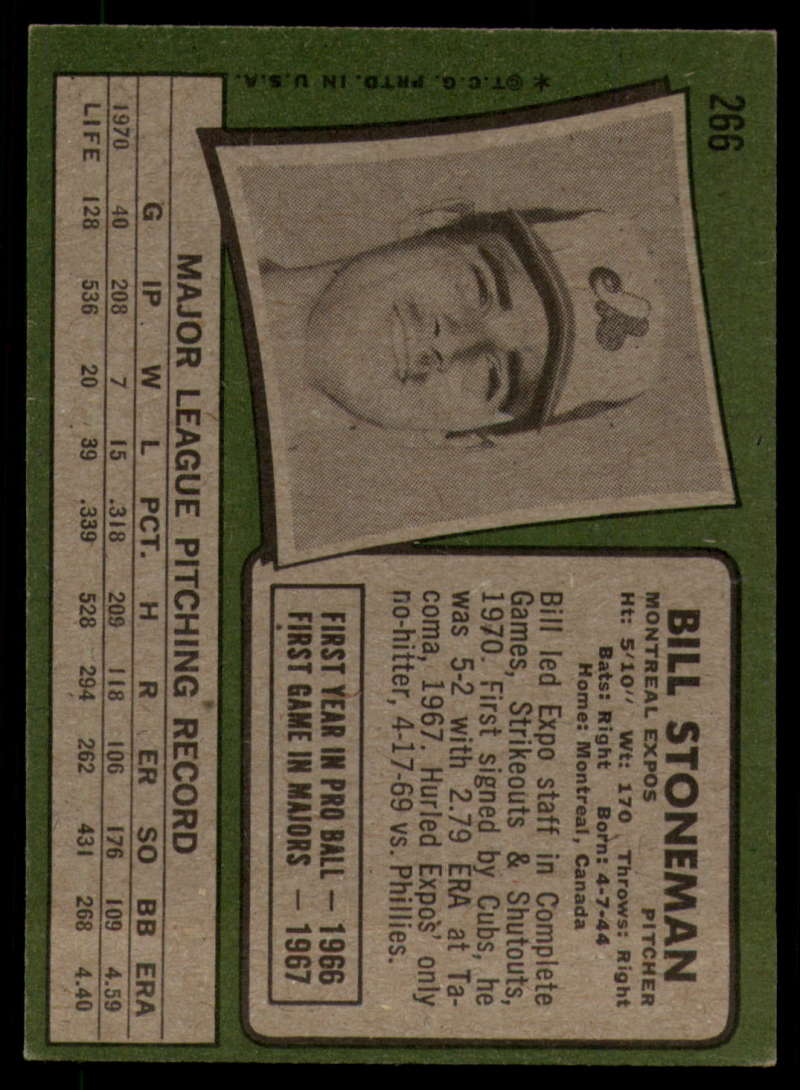 266
BILL STONEMAN
MONTREAL EXPOS PITCHER
Ht: 5/10" Wt: 170 Throws: Right
Bats: Right Born: 4-7-44
Home: Montreal, Canada
Bill led Expo staff in Complete
Games, Strikeouts & Shutouts,
1970. First signed by Cubs, he
was 5-2 with 2.79 ERA at Ta-
coma, 1967. Hurled Expos' only
no-hitter, 4-17-69 vs. Phillies.
FIRST YEAR IN PRO BALL — 1966
FIRST GAME IN MAJORS — 1967
MAJOR LEAGUE PITCHING RECORD
G IP W L PCT. H R ER SO BB ERA
1970 40 208 7 15 .318 209 118 106 176 109 4.59
LIFE 128 536 20 39 .339 528 294 262 431 268 4.40
* © T.C.G. PRTD. IN U.S.A.
eb